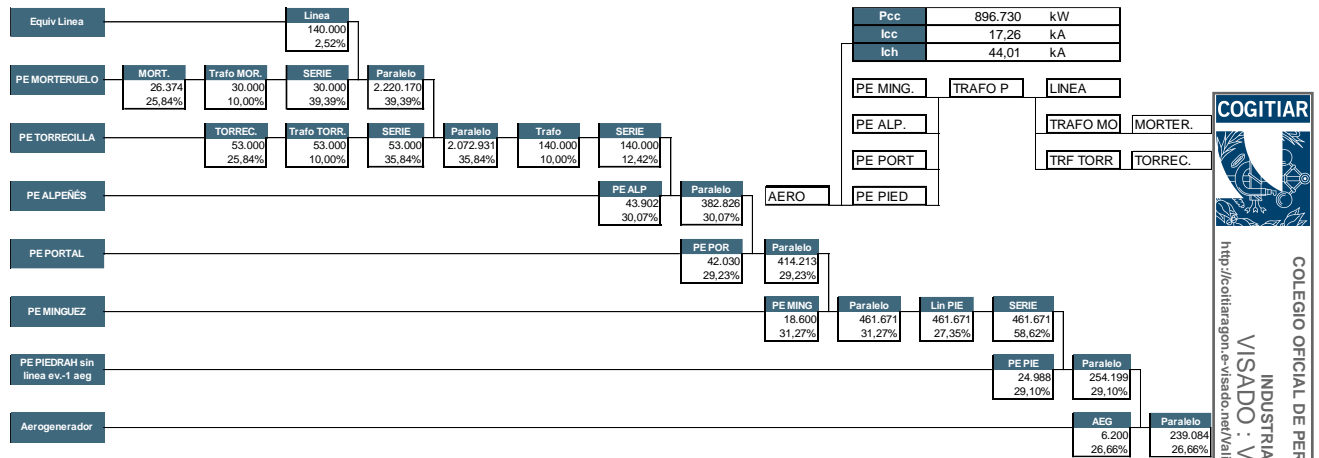 Equiv Linea
Linea
140.000
2,52%
Pcc 896.730 kW
Icc 17,26 kA
Ich 44,01 kA
PE MORTERUELO
MORT. Trafo MOR. SERIE Paralelo
26.374 30.000 30.000 2.220.170
25,84% 10,00% 39,39% 39,39%
PE MING. TRAFO P LINEA
PE ALP. TRAFO MO MORTER.
PE PORT TRF TORR TORREC.
AERO PE PIED
PE TORRECILLA
TORREC. Trafo TORR. SERIE Paralelo Trafo SERIE
53.000 53.000 53.000 2.072.931 140.000 140.000
25,84% 10,00% 35,84% 35,84% 10,00% 12,42%
PE ALPEÑÉS
PE ALP Paralelo
43.902 382.826
30,07% 30,07%
PE PORTAL
PE POR Paralelo
42.030 414.213
29,23% 29,23%
PE MINGUEZ
PE MING Paralelo Lin PIE SERIE
18.600 461.671 461.671 461.671
31,27% 31,27% 27,35% 58,62%
PE PIEDRAH sin
linea ev.-1 aeg
PE PIE Paralelo
24.988 254.199
29,10% 29,10%
Aerogenerador
AEG Paralelo
6.200 239.084
26,66% 26,66%
COGITIAR
COLEGIO OFICIAL DE PER
INDUSTRIA
VISADO : V
http://coitiaragon.e-visado.net/Vali